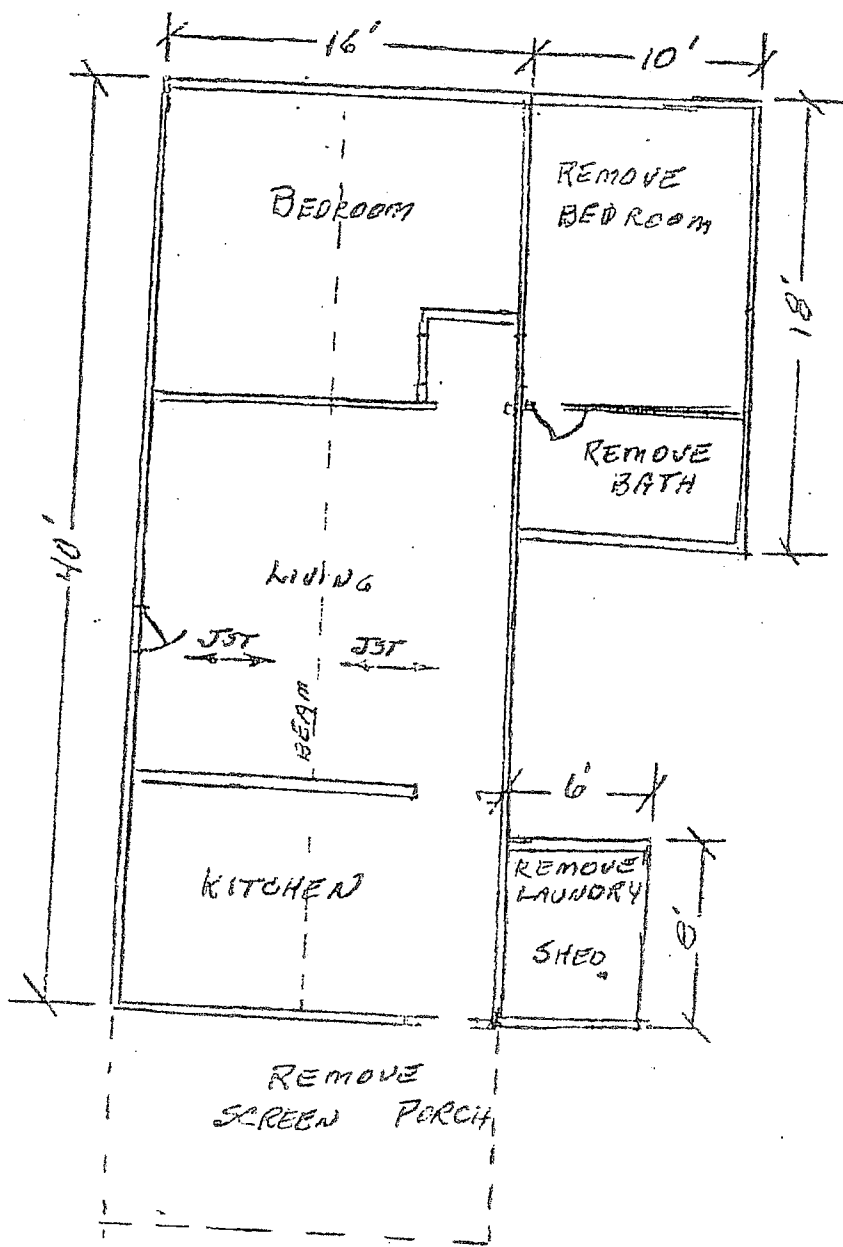 16'
10'
BEDROOM
REMOVE
BEDROOM
18'
REMOVE
BATH
40'
LIVING
JST
JST
BEAM
6'
KITCHEN
REMOVE
LAUNDRY
SHED
8'
REMOVE
SCREEN PORCH